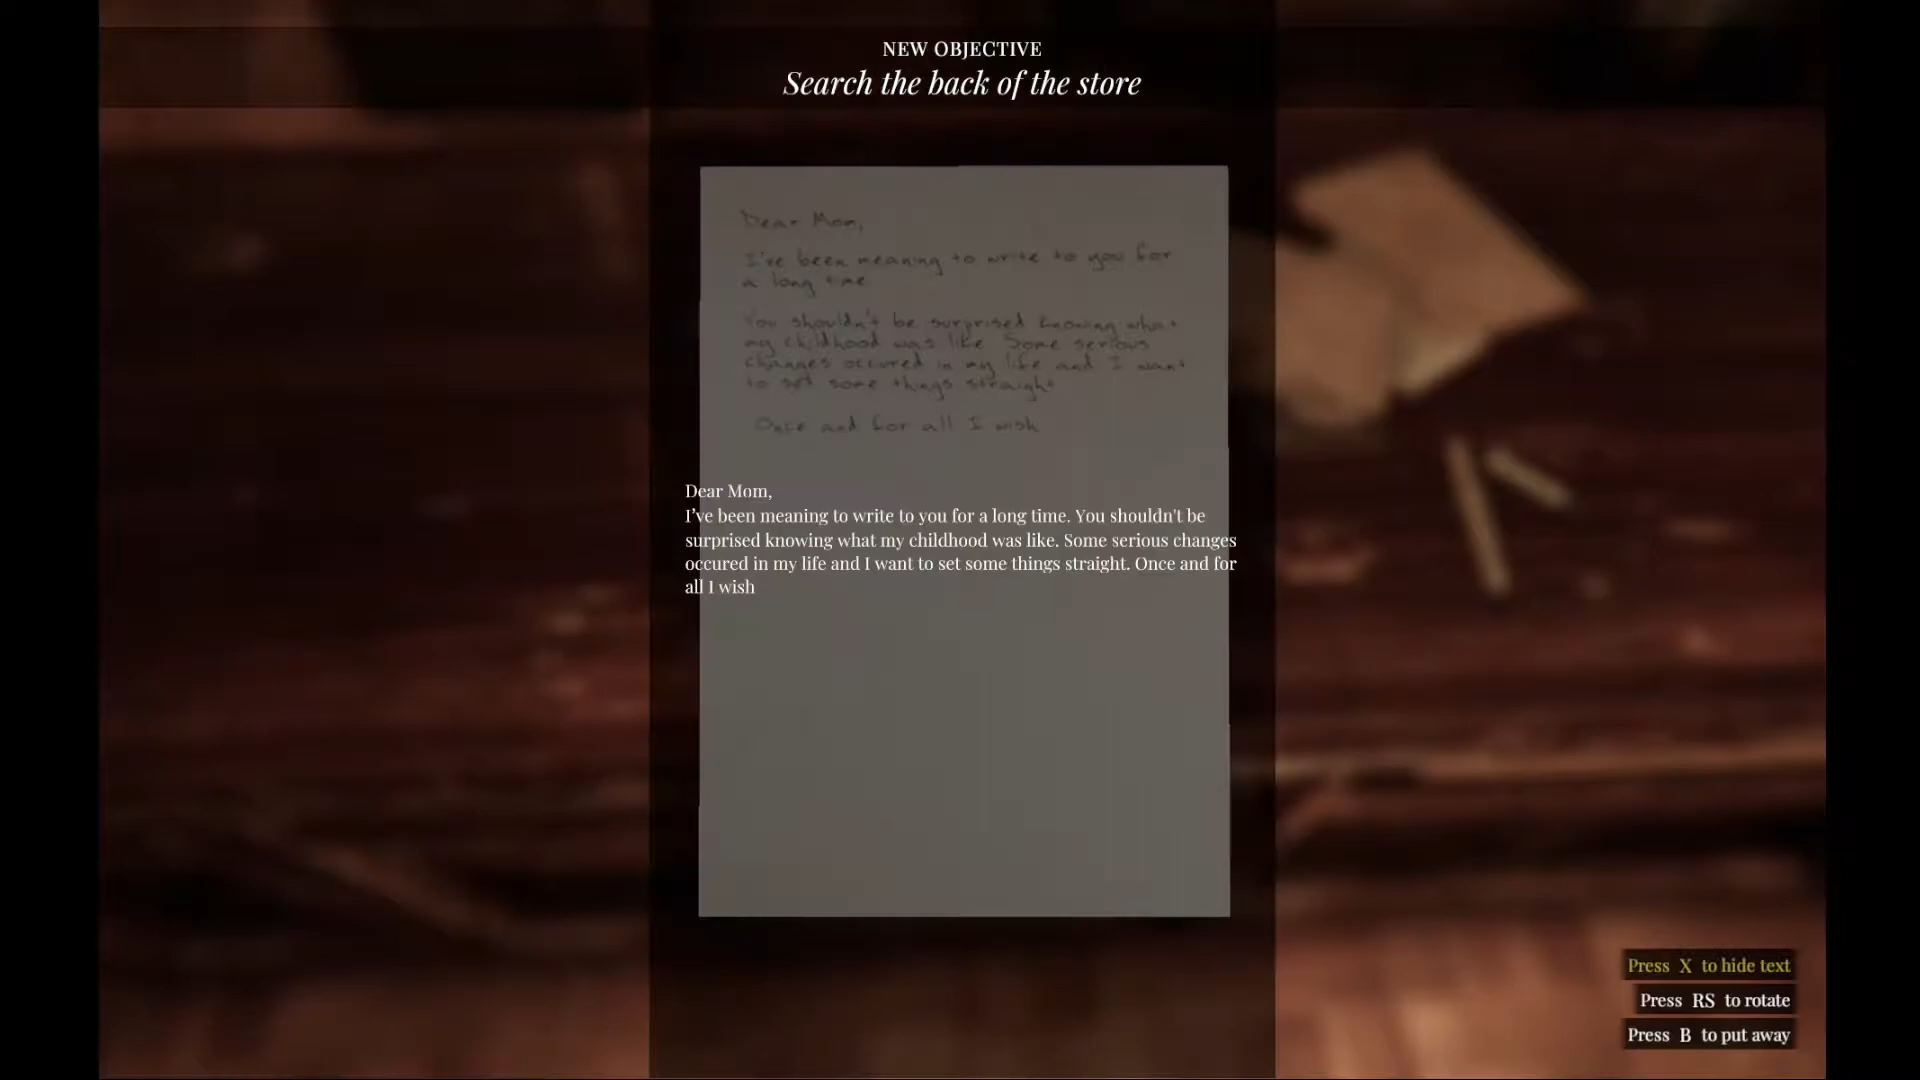 NEW OBJECTIVE
Search the back of the store
Dear Mom,
I've been meaning to write to you for
a long time
You shouldn't be surprised knowing what
my childhood was like Some serious
changes occured in my life and I want
to set some things straight
Once and for all I wish
Dear Mom,
I've been meaning to write to you for a long time. You shouldn't be
surprised knowing what my childhood was like. Some serious changes
occured in my life and I want to set some things straight. Once and for
all I wish
Press X to hide text
Press RS to rotate
Press B to put away